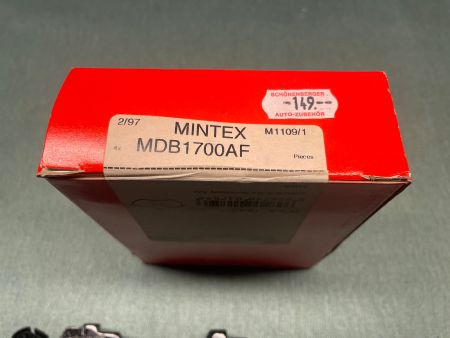 SCHÖNENBERGER
-149.--
AUTO-ZUBEHÖR
2/97 MINTEX M1109/1
4x MDB1700AF Pieces